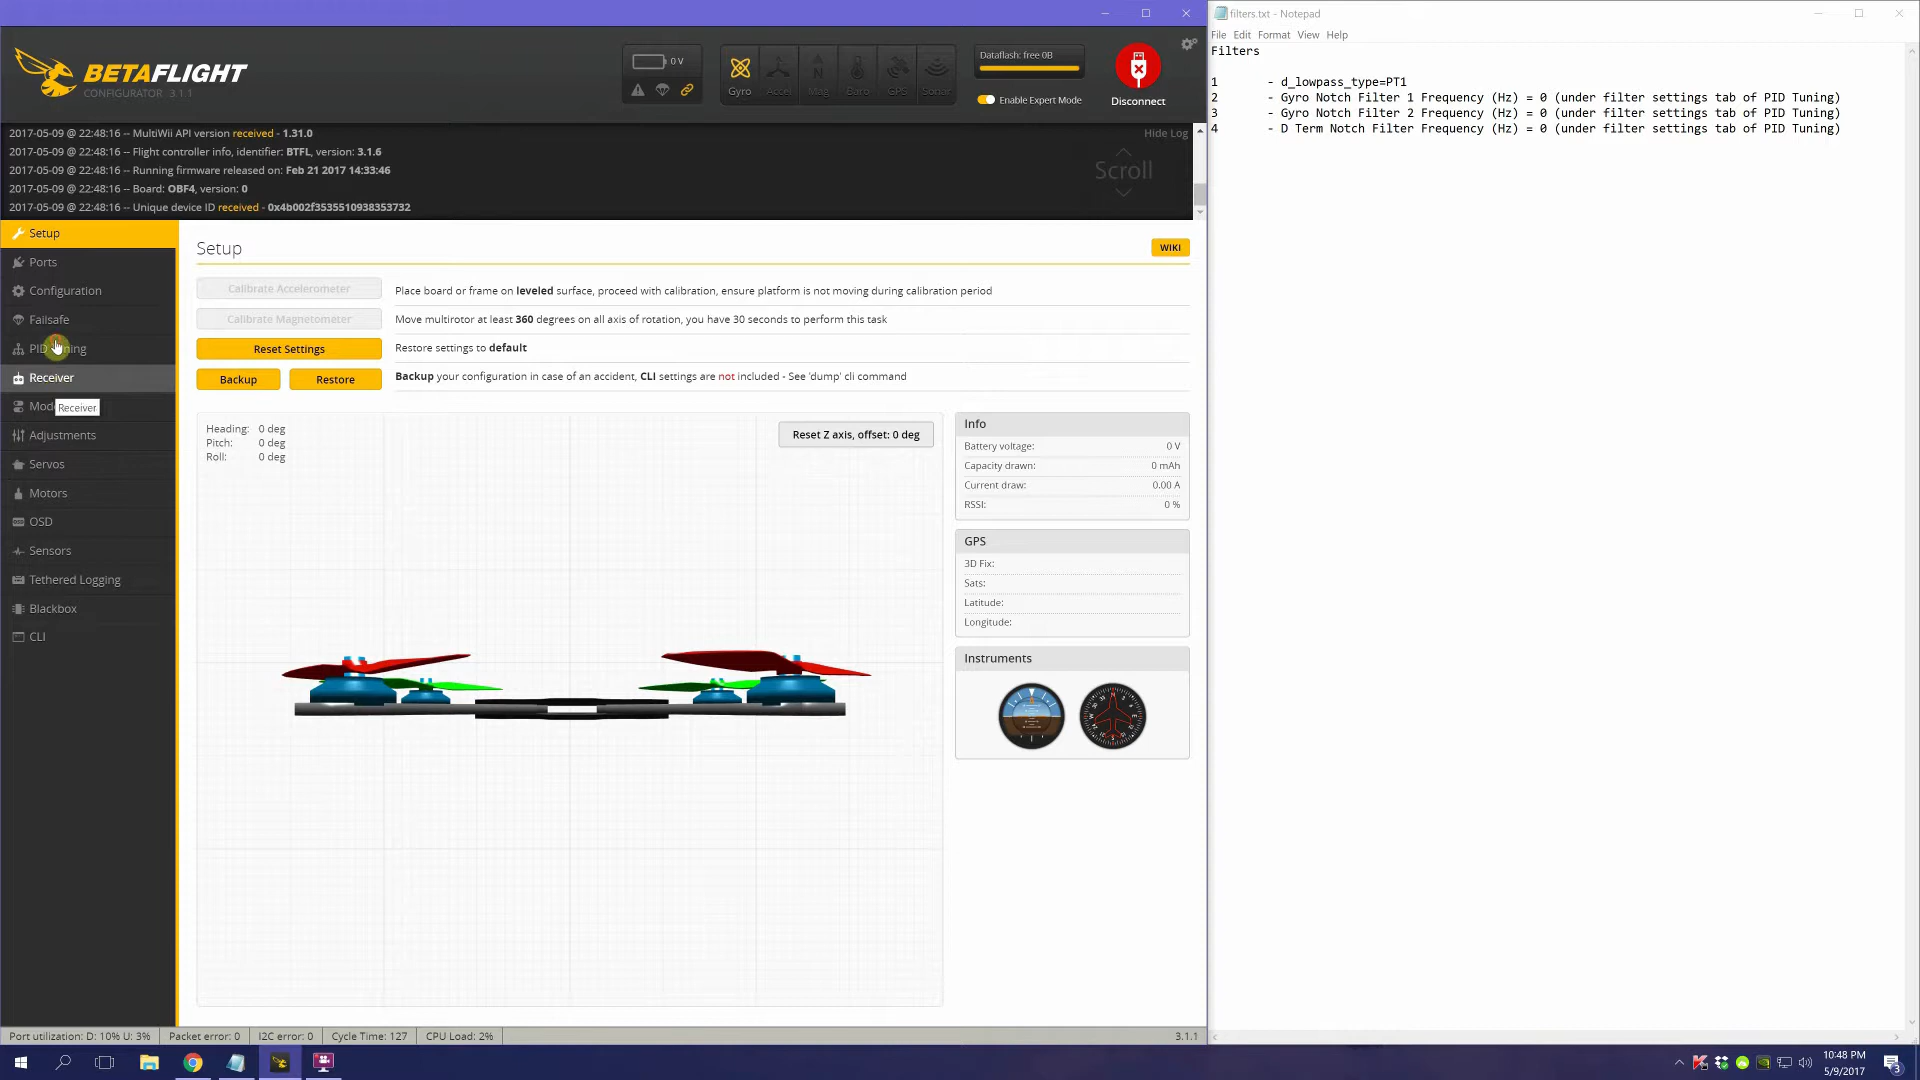 filters.txt - Notepad
File Edit Format View Help
Filters
1 - d_lowpass_type=PT1
2 - Gyro Notch Filter 1 Frequency (Hz) = 0 (under filter settings tab of PID Tuning)
3 - Gyro Notch Filter 2 Frequency (Hz) = 0 (under filter settings tab of PID Tuning)
4 - D Term Notch Filter Frequency (Hz) = 0 (under filter settings tab of PID Tuning)
BETAFLIGHT
CONFIGURATOR 3.1.1
0 V
Gyro Accel Mag Baro GPS Sonar
Dataflash: free 0B
Enable Expert Mode
Disconnect
2017-05-09 @ 22:48:16 -- MultiWii API version received - 1.31.0
Hide Log
2017-05-09 @ 22:48:16 -- Flight controller info, identifier: BTFL, version: 3.1.6
2017-05-09 @ 22:48:16 -- Running firmware released on: Feb 21 2017 14:33:46
Scroll
2017-05-09 @ 22:48:16 -- Board: OBF4, version: 0
2017-05-09 @ 22:48:16 -- Unique device ID received - 0x4b002f3535510938353732
Setup
Ports
Configuration
Failsafe
PID
Receiver
Receiver
Adjustments
Servos
Motors
OSD
Sensors
Tethered Logging
Blackbox
CLI
Setup
WIKI
Calibrate Accelerometer
Place board or frame on leveled surface, proceed with calibration, ensure platform is not moving during calibration period
Calibrate Magnetometer
Move multirotor at least 360 degrees on all axis of rotation, you have 30 seconds to perform this task
Reset Settings
Restore settings to default
Backup
Restore
Backup your configuration in case of an accident, CLI settings are not included - See 'dump' cli command
Heading: 0 deg
Pitch: 0 deg
Roll: 0 deg
Reset Z axis, offset: 0 deg
Info
Battery voltage: 0 V
Capacity drawn: 0 mAh
Current draw: 0.00 A
RSSI: 0 %
GPS
3D Fix:
Sats:
Latitude:
Longitude:
Instruments
Port utilization: D: 10% U: 3%
Packet error: 0
I2C error: 0
Cycle Time: 127
CPU Load: 2%
3.1.1
10:48 PM
5/9/2017
3